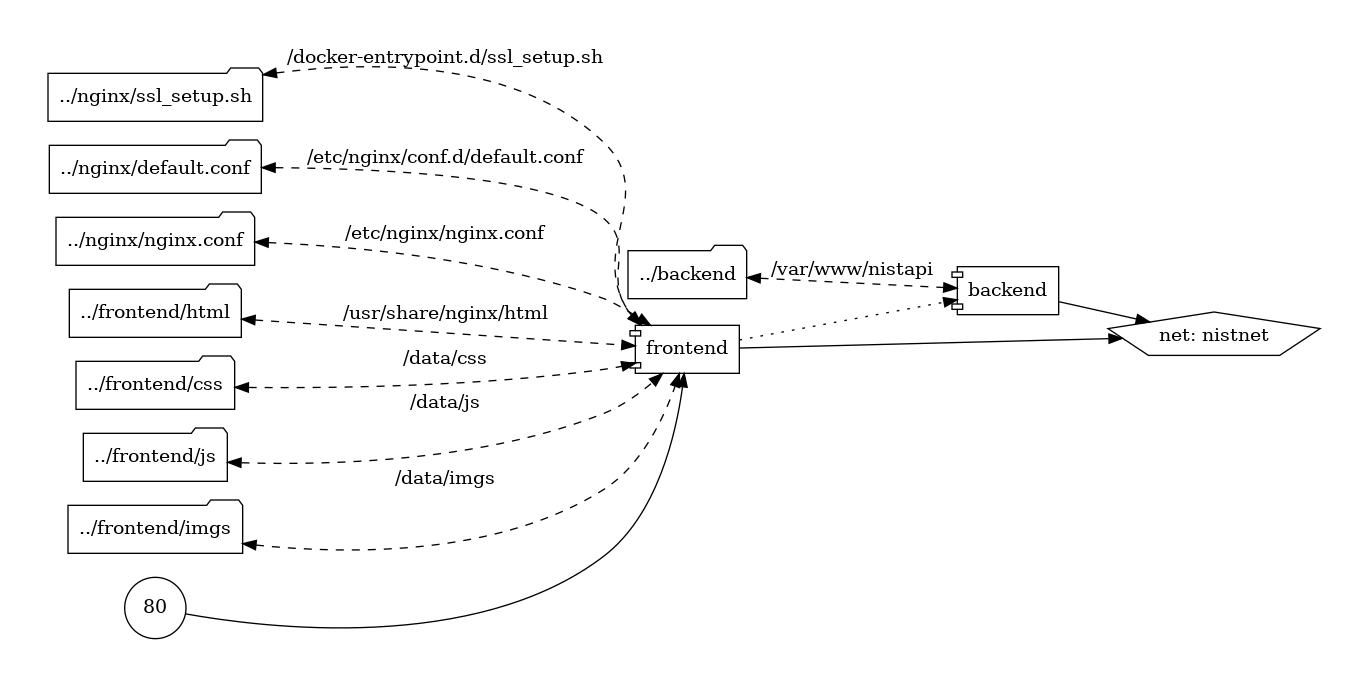 /docker-entrypoint.d/ssl_setup.sh
../nginx/ssl_setup.sh
/etc/nginx/conf.d/default.conf
../nginx/default.conf
/etc/nginx/nginx.conf
../nginx/nginx.conf
/var/www/nistapi
../backend
backend
/usr/share/nginx/html
../frontend/html
net: nistnet
frontend
/data/css
../frontend/css
/data/js
../frontend/js
/data/imgs
../frontend/imgs
80